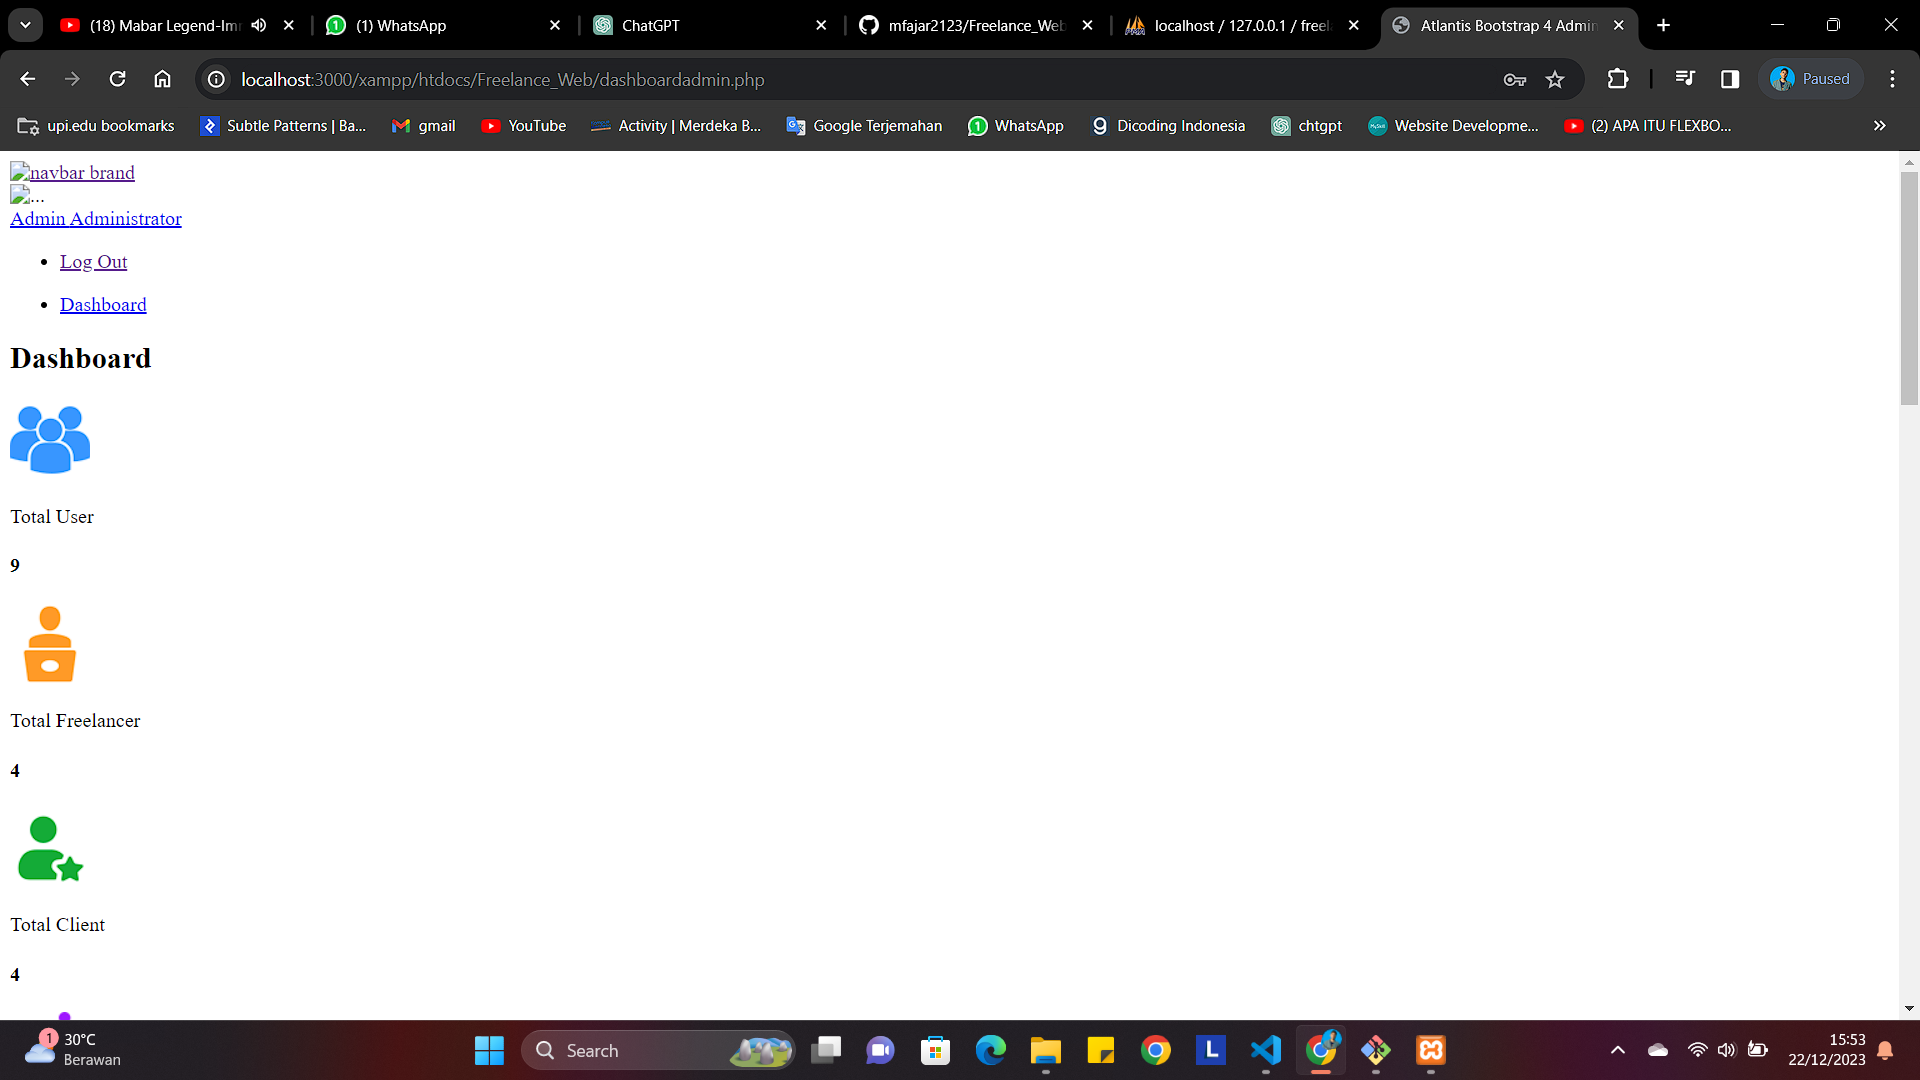 (18) Mabar Legend-Im
(1) WhatsApp
ChatGPT
mfajar2123/Freelance_Web
localhost / 127.0.0.1 / freela
Atlantis Bootstrap 4 Admin
localhost:3000/xampp/htdocs/Freelance_Web/dashboardadmin.php
Paused
upi.edu bookmarks
Subtle Patterns | Ba...
gmail
YouTube
Activity | Merdeka B...
Google Terjemahan
WhatsApp
Dicoding Indonesia
chtgpt
Website Developme...
(2) APA ITU FLEXBO...
navbar brand
...
Admin Administrator
Log Out
Dashboard
Dashboard
Total User
9
Total Freelancer
4
Total Client
4
1
30°C
Berawan
Search
15:53
22/12/2023